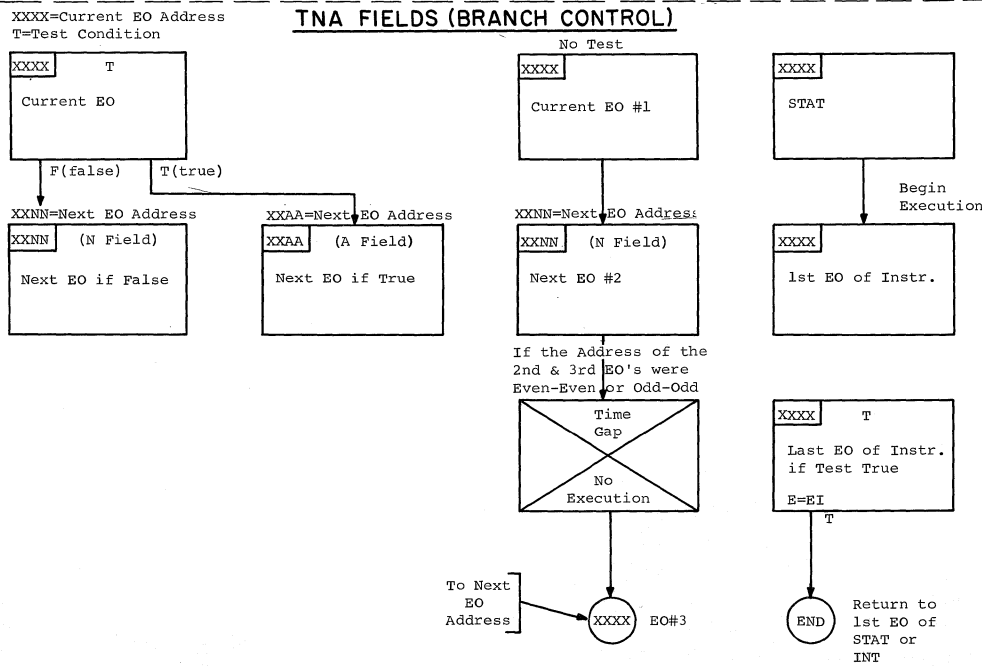 TNA FIELDS (BRANCH CONTROL)
XXXX=Current EO Address
T=Test Condition
XXXX T
Current EO
F(false) T(true)
XXNN=Next EO Address
XXNN (N Field)
Next EO if False
XXAA=Next EO Address
XXAA (A Field)
Next EO if True
No Test
XXXX
Current EO #1
XXNN=Next EO Address
XXNN (N Field)
Next EO #2
If the Address of the
2nd & 3rd EO's were
Even-Even or Odd-Odd
Time
Gap
No
Execution
To Next
EO
Address
XXXX EO#3
XXXX
STAT
Begin
Execution
XXXX
1st EO of Instr.
XXXX T
Last EO of Instr.
if Test True
E=EI
T
END
Return to
1st EO of
STAT or
INT